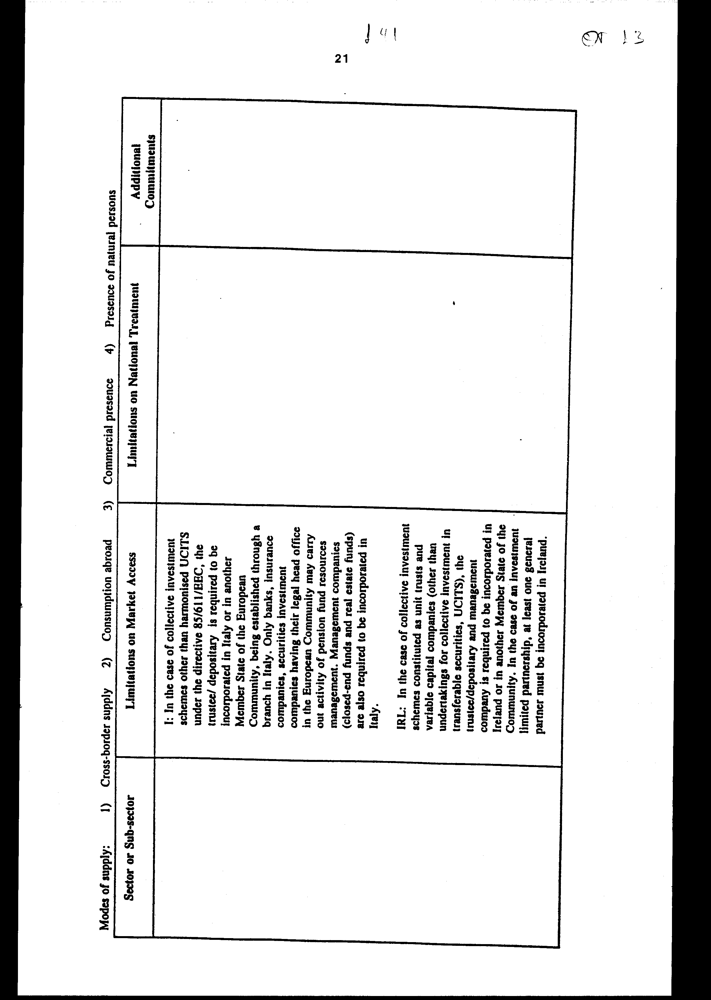 141
13
21
Modes of supply: 1) Cross-border supply 2) Consumption abroad 3) Commercial presence 4) Presence of natural persons
Sector or Sub-sector
Limitations on Market Access
Limitations on National Treatment
Additional
Commitments
I: In the case of collective investment
schemes other than harmonised UCITS
under the directive 85/611/EEC, the
trustee/ depositary is required to be
incorporated in Italy or in another
Member State of the European
Community, being established through a
branch in Italy. Only banks, insurance
companies, securities investment
companies having their legal head office
in the European Community may carry
out activity of pension fund resources
management. Management companies
(closed-end funds and real estate funds)
are also required to be incorporated in
Italy.
IRL: In the case of collective investment
schemes constituted as unit trusts and
variable capital companies (other than
undertakings for collective investment in
transferable securities, UCITS), the
trustee/depositary and management
company is required to be incorporated in
Ireland or in another Member State of the
Community. In the case of an investment
limited partnership, at least one general
partner must be incorporated in Ireland.